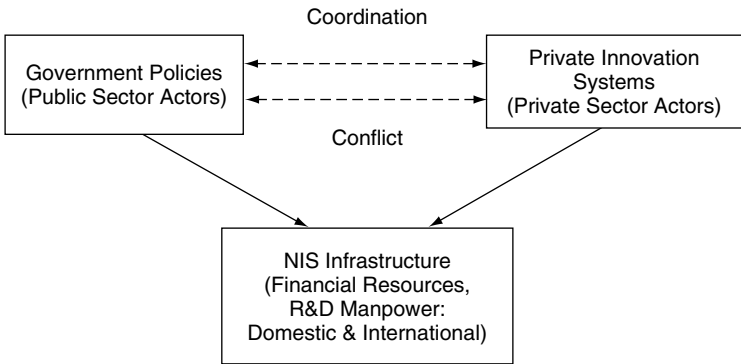 Coordination
Government Policies
(Public Sector Actors)
Private Innovation
Systems
(Private Sector Actors)
Conflict
NIS Infrastructure
(Financial Resources,
R&D Manpower:
Domestic & International)